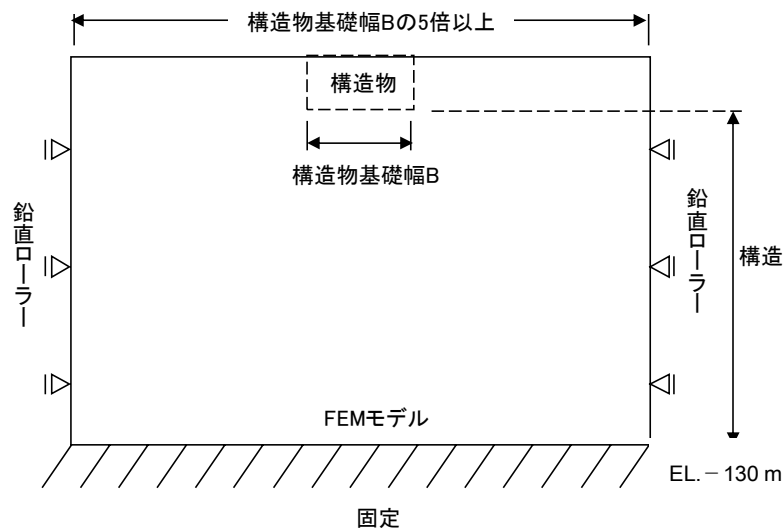 構造物基礎幅Bの5倍以上
構造物
構造物基礎幅B
鉛直ローラー
鉛直ローラー
構造
FEMモデル
EL.－130 m
固定